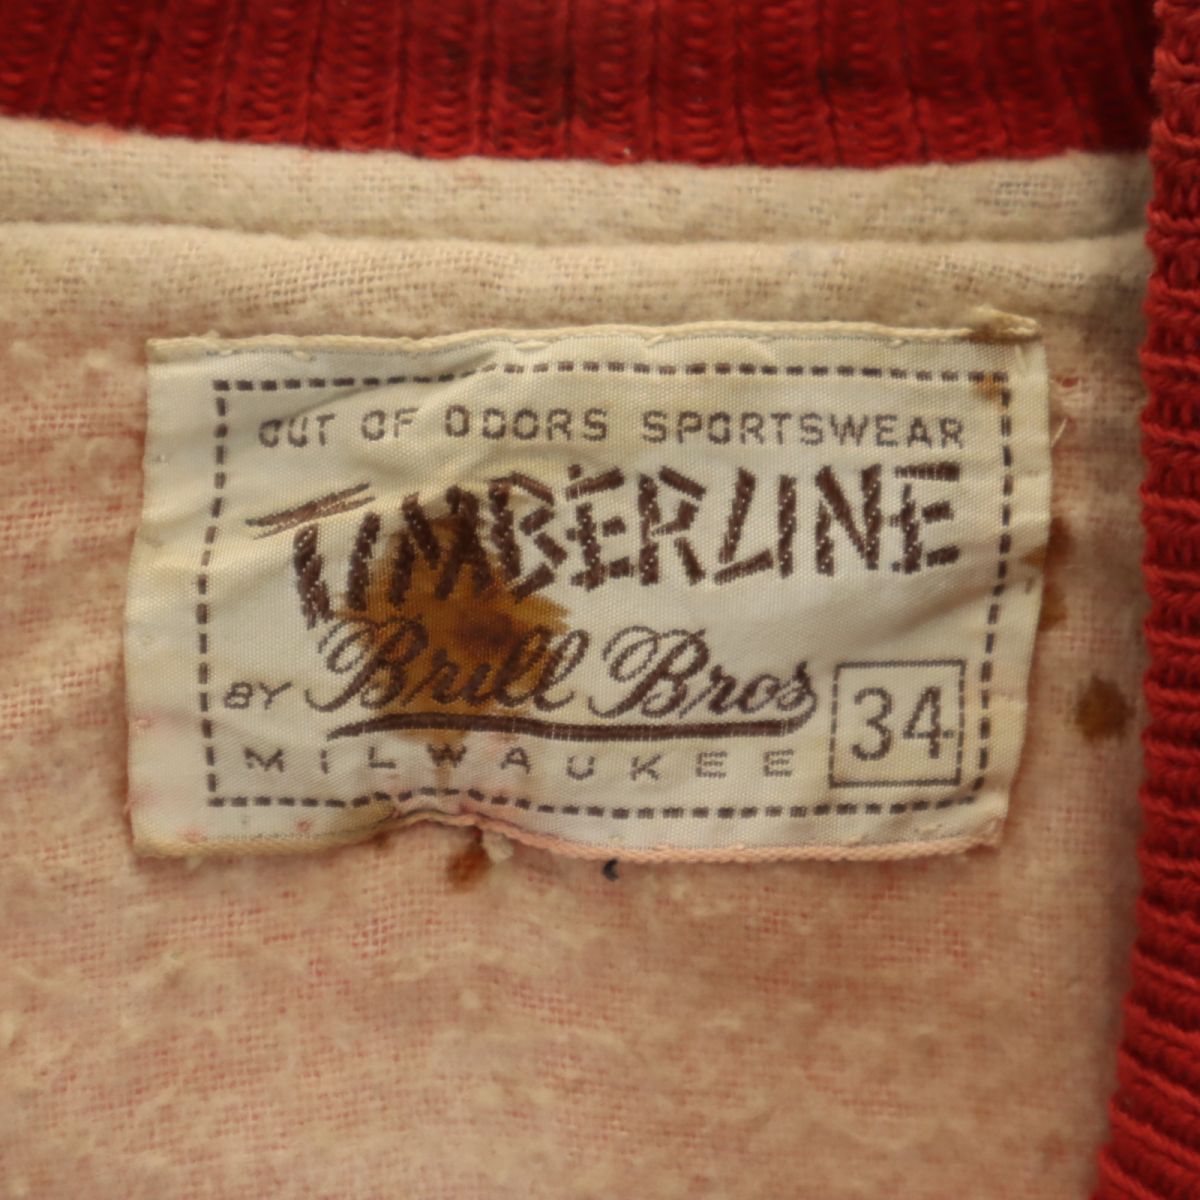 OUT OF DOORS SPORTSWEAR
TIMBERLINE
BY Brill Bros
MILWAUKEE
34